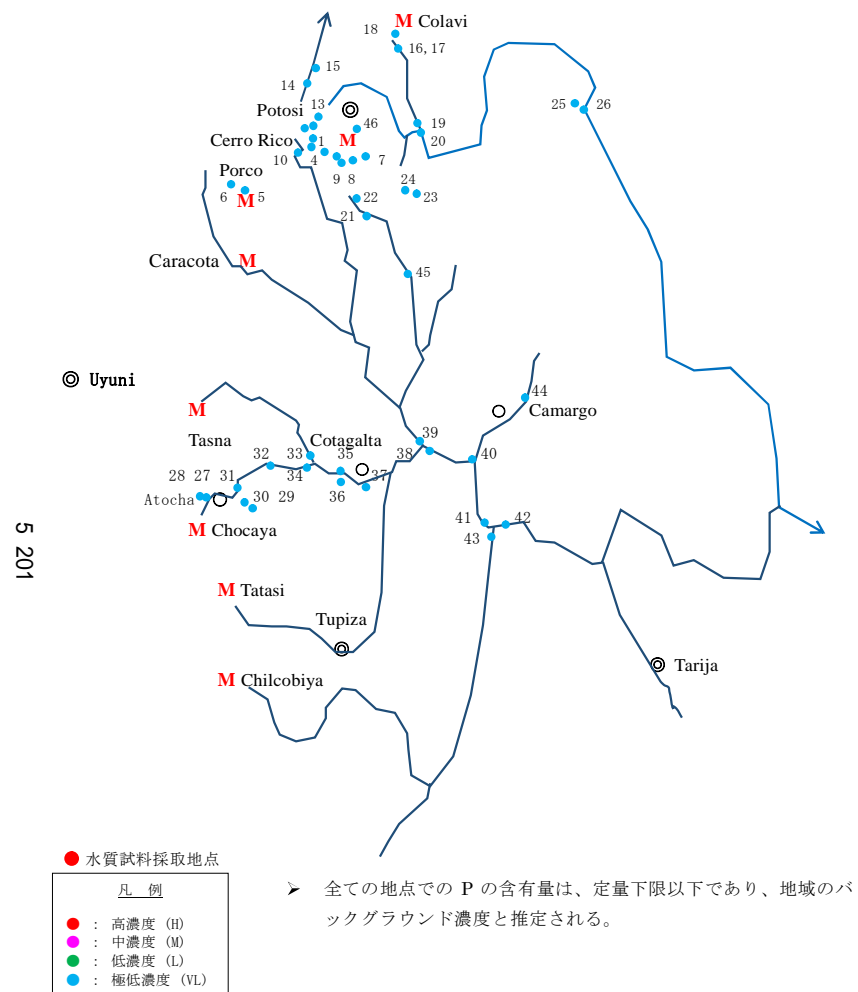 18 M Colavi
16,17
15
14
Potosi 13
25 26
46
19
Cerro Rico 1 M
20
10 4 7
Porco 9 8 24
6 5 22 23
M
21
Caracota M
45
Uyuni
44
M
Camargo
Tasna Cotagalta 39
32 33 35 38 40
28 27 31 34 37
36
Atocha 30 29
41 42
M Chocaya 43
5 201
M Tatasi
Tupiza
Tarija
M Chilcobiya
水質試料採取地点
凡 例
: 高濃度 (H)
: 中濃度 (M)
: 低濃度 (L)
: 極低濃度 (VL)
➢ 全ての地点での P の含有量は、定量下限以下であり、地域のバ
ックグラウンド濃度と推定される。